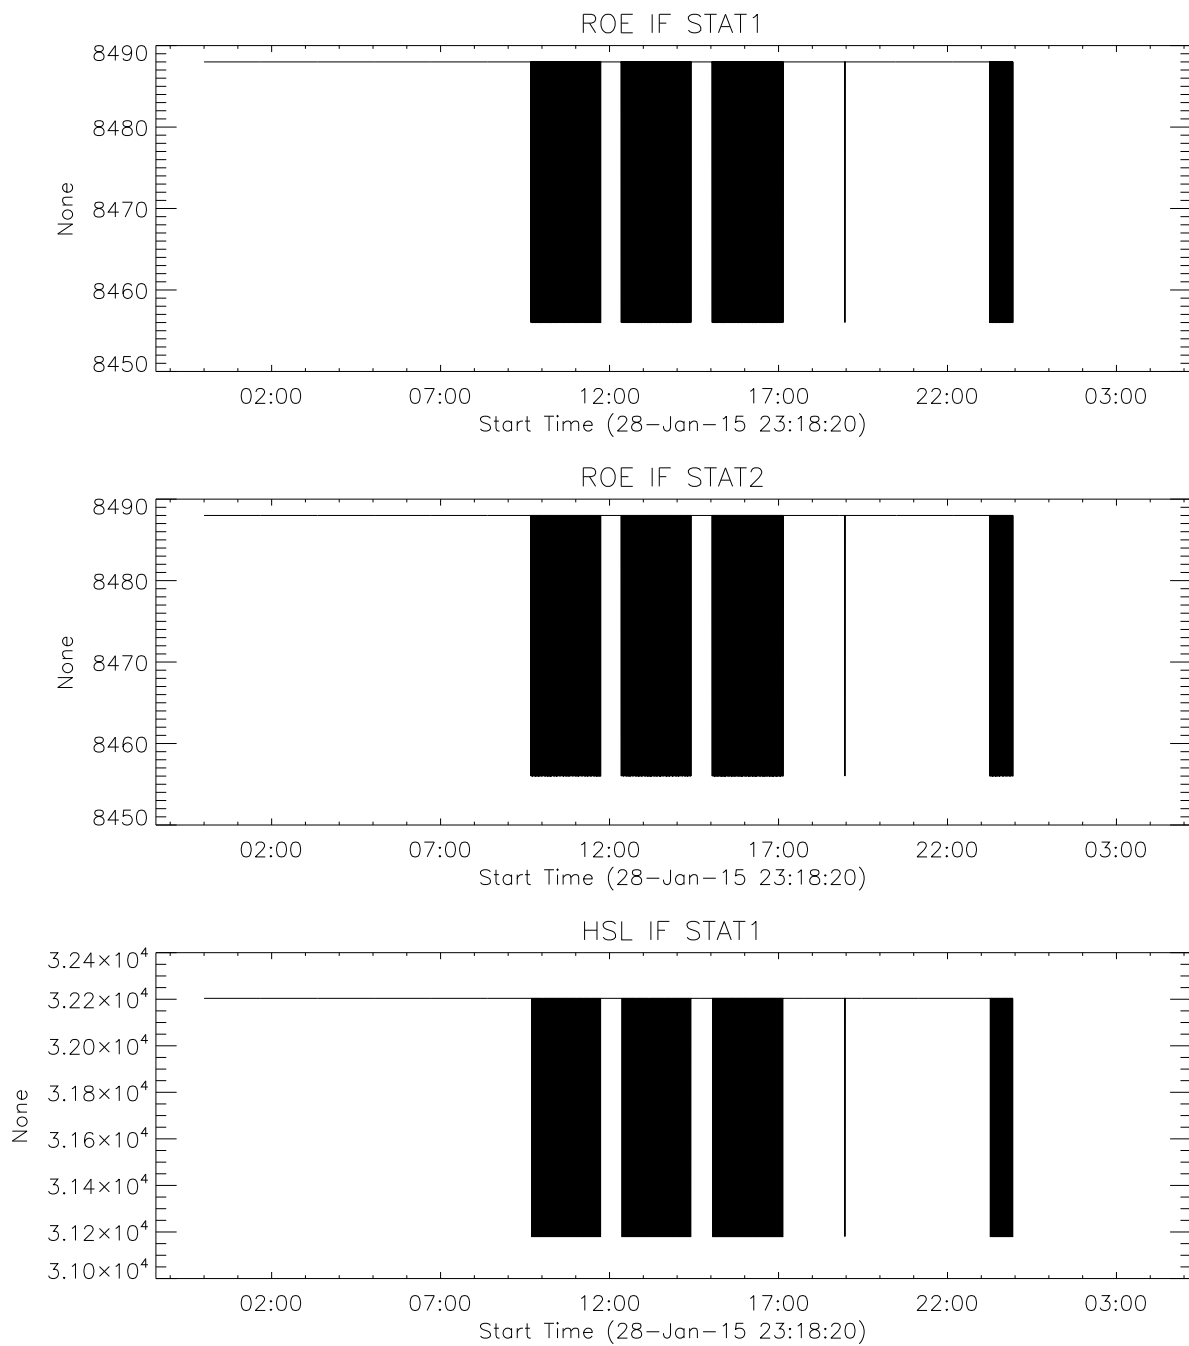 ROE IF STAT1
8490
8480
8470
8460
8450
None
02:00 07:00 12:00 17:00 22:00 03:00
Start Time (28-Jan-15 23:18:20)
ROE IF STAT2
8490
8480
8470
8460
8450
None
02:00 07:00 12:00 17:00 22:00 03:00
Start Time (28-Jan-15 23:18:20)
HSL IF STAT1
3.24×10⁴
3.22×10⁴
3.20×10⁴
3.18×10⁴
3.16×10⁴
3.14×10⁴
3.12×10⁴
3.10×10⁴
None
02:00 07:00 12:00 17:00 22:00 03:00
Start Time (28-Jan-15 23:18:20)